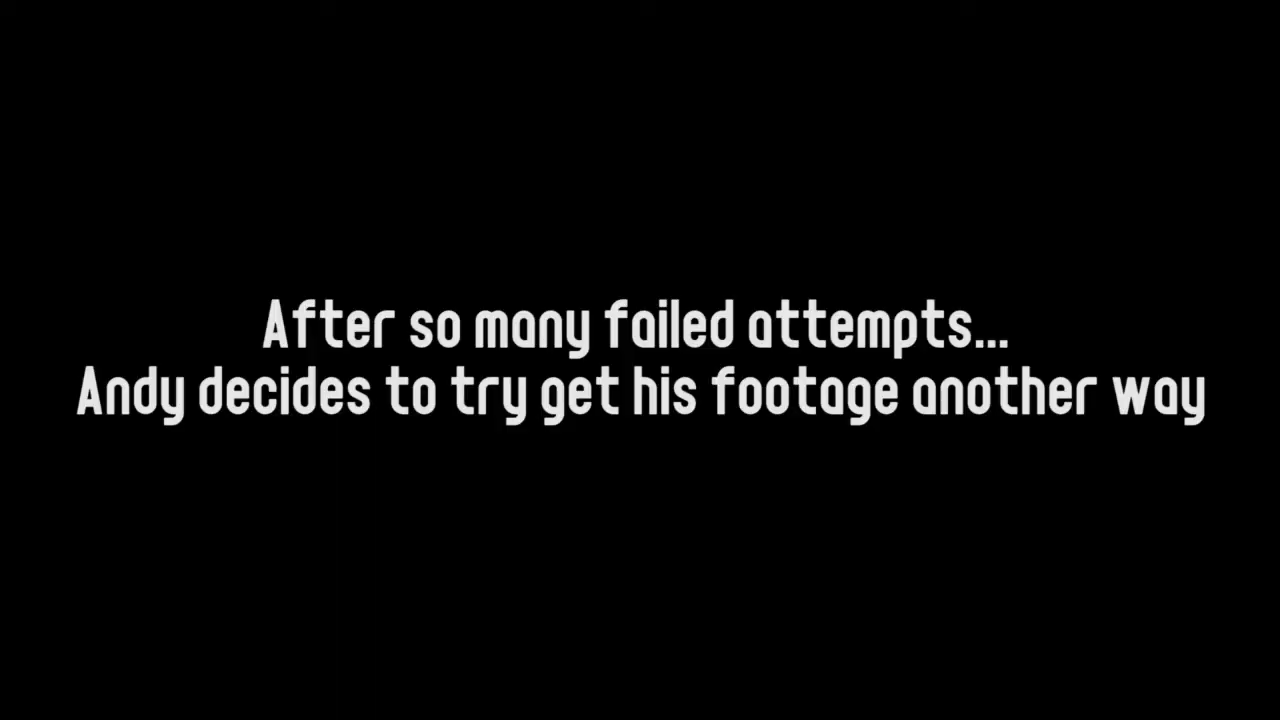 After so many failed attempts...
Andy decides to try get his footage another way